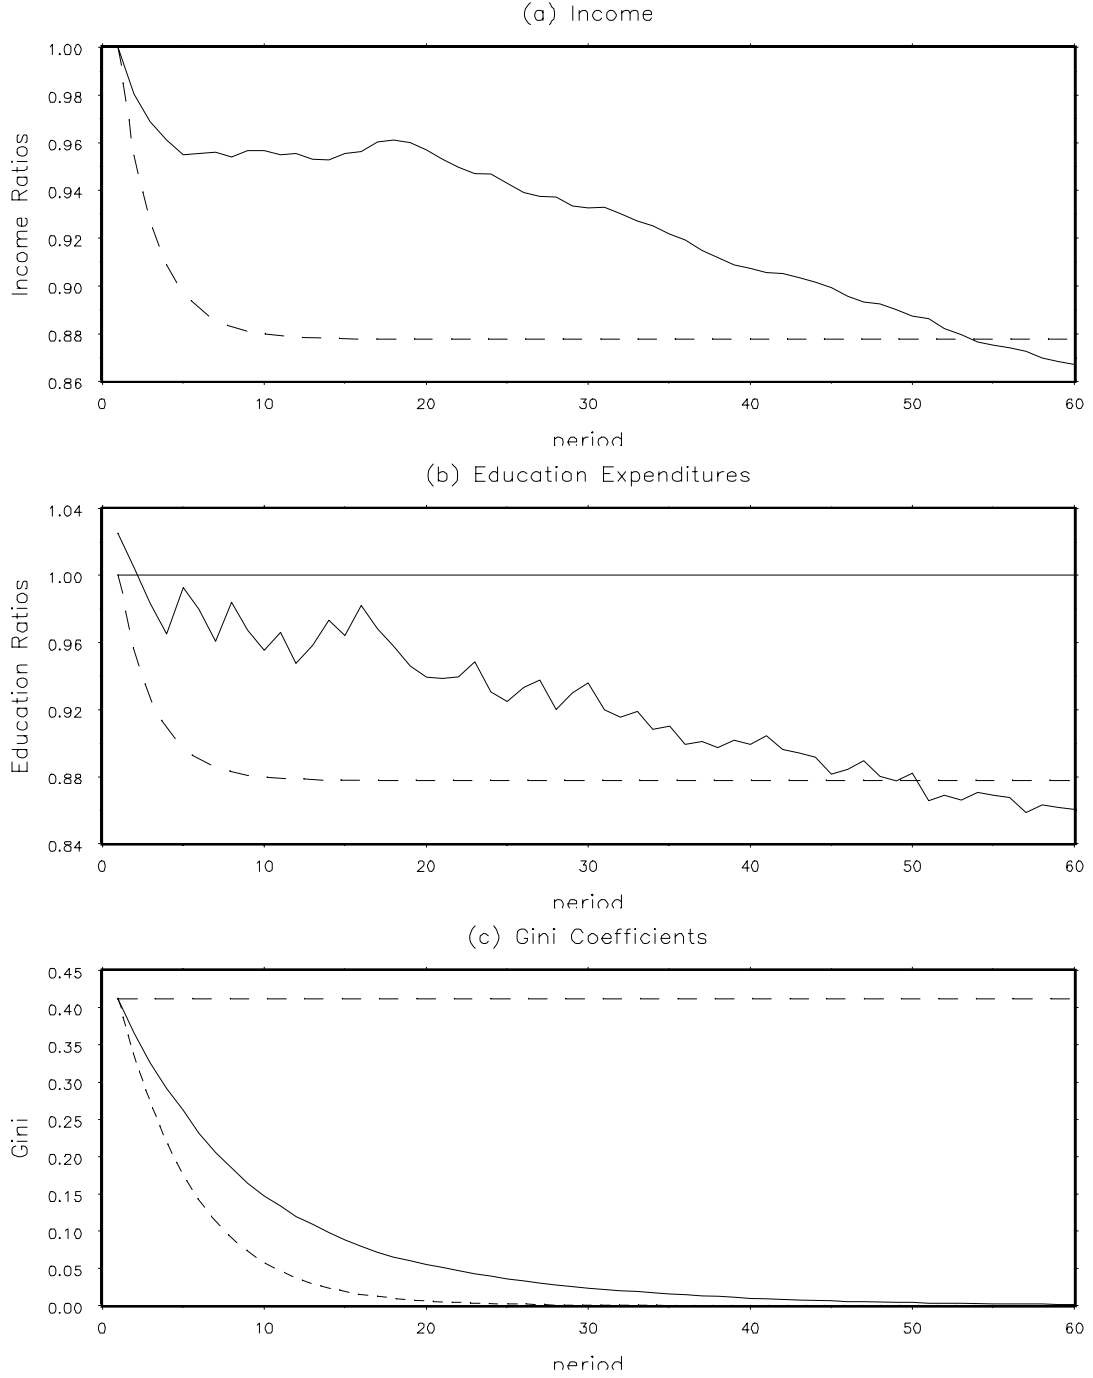 (a) Income
Income Ratios
1.00
0.98
0.96
0.94
0.92
0.90
0.88
0.86
0 10 20 30 40 50 60
period
(b) Education Expenditures
Education Ratios
1.04
1.00
0.96
0.92
0.88
0.84
0 10 20 30 40 50 60
period
(c) Gini Coefficients
Gini
0.45
0.40
0.35
0.30
0.25
0.20
0.15
0.10
0.05
0.00
0 10 20 30 40 50 60
period